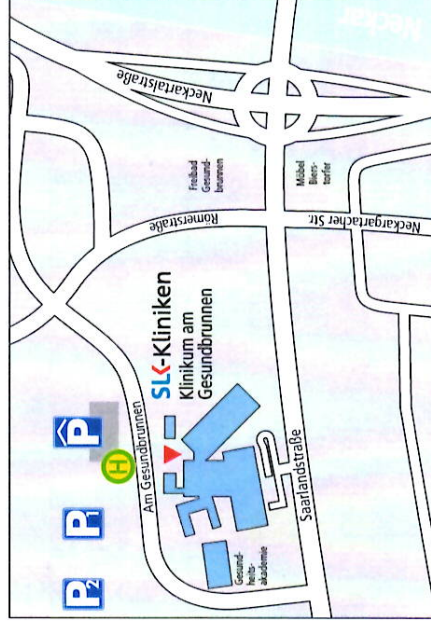 Neckar
Neckartalstraße
Freibad
Gesund-
brunnen
Möbel
Biers-
torfer
Römerstraße
Neckargartacher Str.
SLK-Kliniken
Klinikum am
Gesundbrunnen
Am Gesundbrunnen
Saarlandstraße
Gesund-
heits-
akademie
P
H
P1
P2